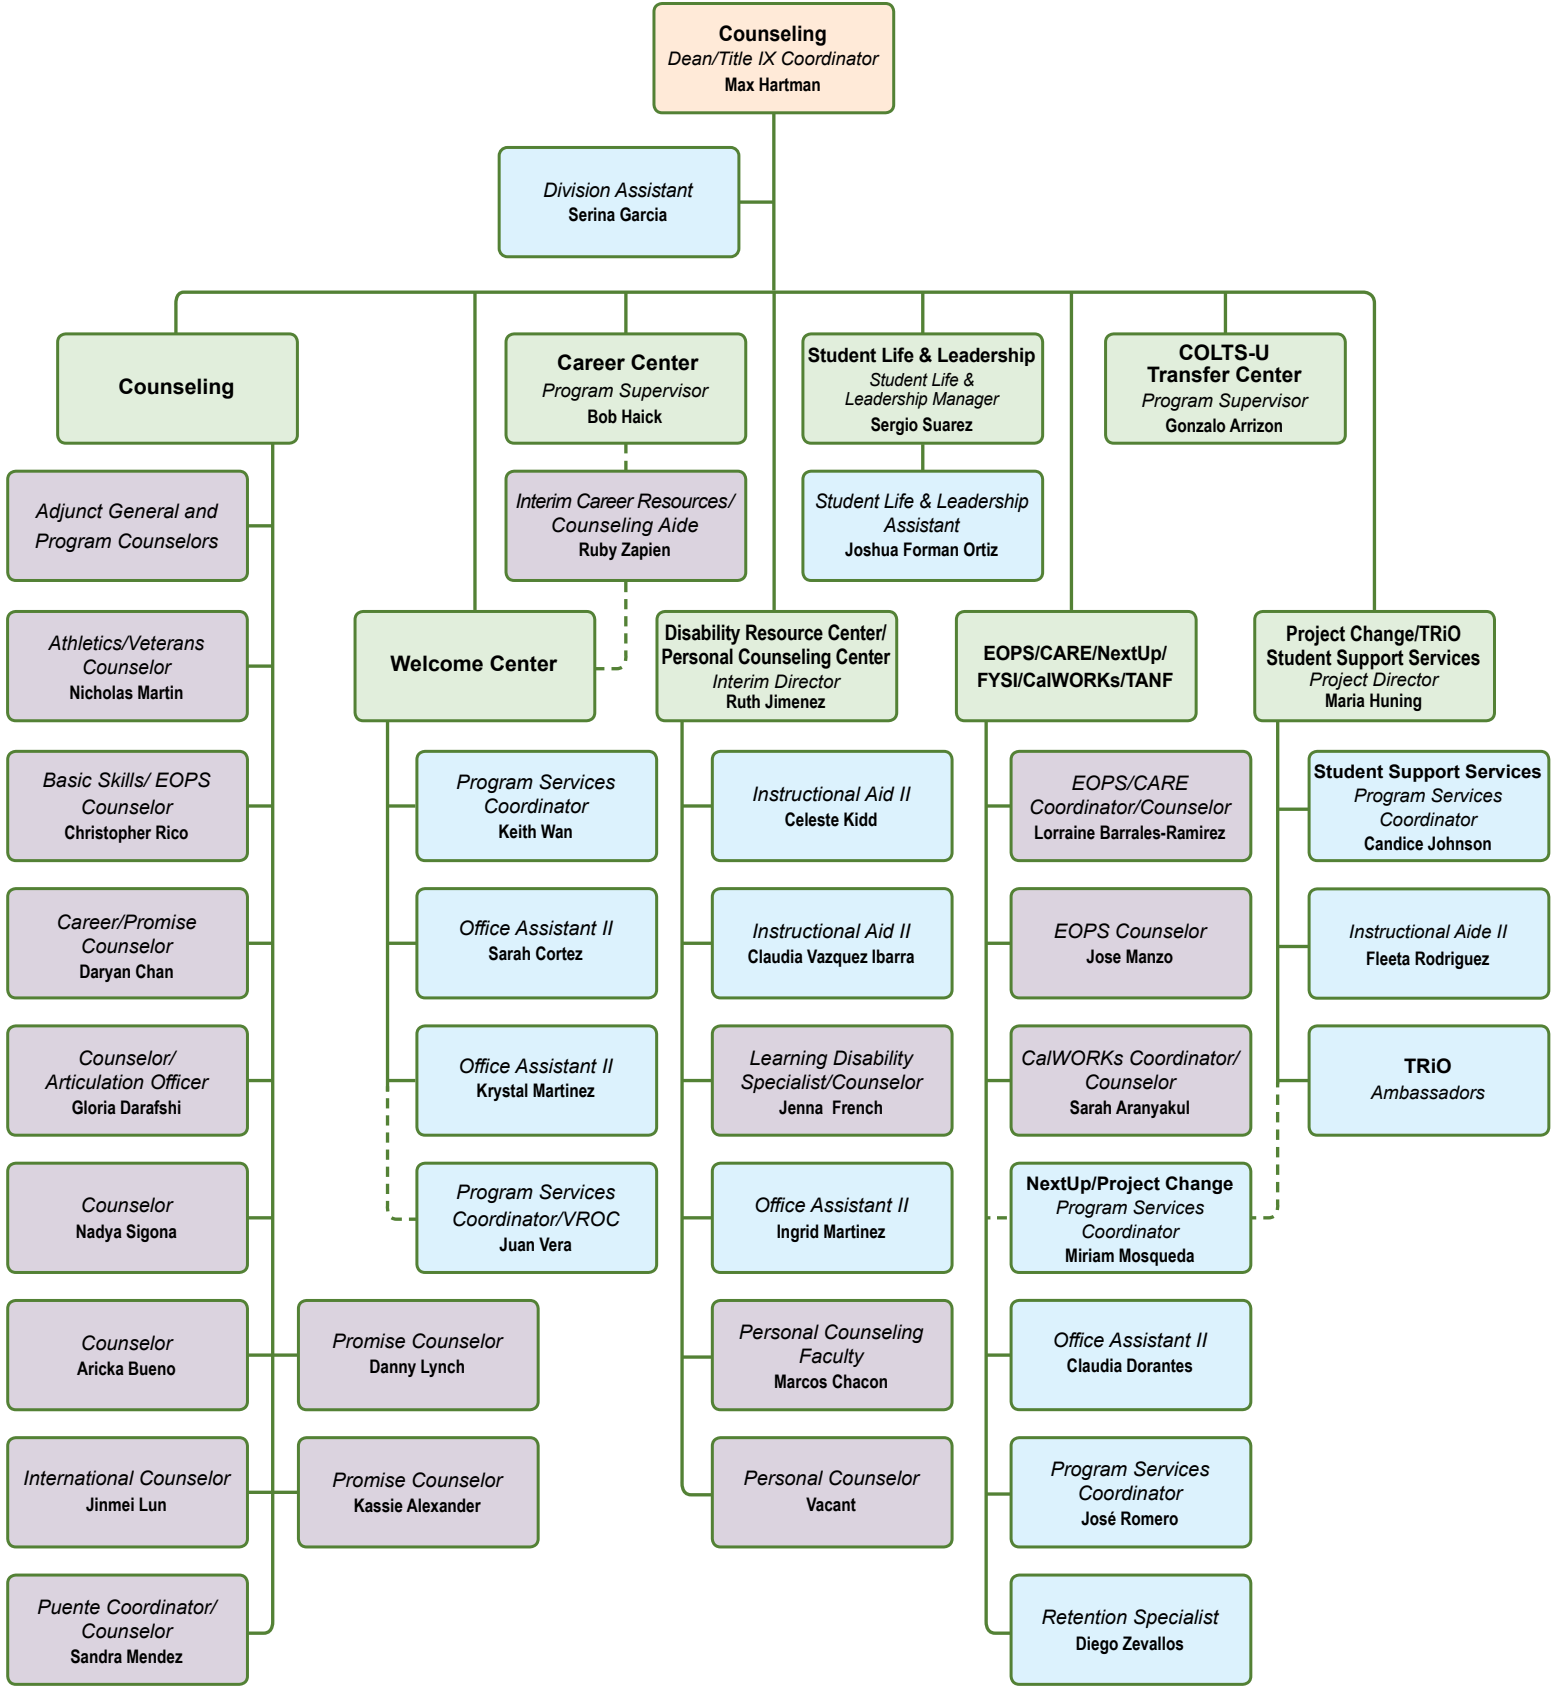 Counseling
Dean/Title IX Coordinator
Max Hartman
Division Assistant
Serina Garcia
Counseling
Career Center
Program Supervisor
Bob Haick
Student Life & Leadership
Student Life &
Leadership Manager
Sergio Suarez
COLTS-U
Transfer Center
Program Supervisor
Gonzalo Arrizon
Adjunct General and
Program Counselors
Interim Career Resources/
Counseling Aide
Ruby Zapien
Student Life & Leadership
Assistant
Joshua Forman Ortiz
Athletics/Veterans
Counselor
Nicholas Martin
Welcome Center
Disability Resource Center/
Personal Counseling Center
Interim Director
Ruth Jimenez
EOPS/CARE/NextUp/
FYSI/CalWORKs/TANF
Project Change/TRiO
Student Support Services
Project Director
Maria Huning
Basic Skills/ EOPS
Counselor
Christopher Rico
Program Services
Coordinator
Keith Wan
Instructional Aid II
Celeste Kidd
EOPS/CARE
Coordinator/Counselor
Lorraine Barrales-Ramirez
Student Support Services
Program Services
Coordinator
Candice Johnson
Career/Promise
Counselor
Daryan Chan
Office Assistant II
Sarah Cortez
Instructional Aid II
Claudia Vazquez Ibarra
EOPS Counselor
Jose Manzo
Instructional Aide II
Fleeta Rodriguez
Counselor/
Articulation Officer
Gloria Darafshi
Office Assistant II
Krystal Martinez
Learning Disability
Specialist/Counselor
Jenna French
CalWORKs Coordinator/
Counselor
Sarah Aranyakul
TRiO
Ambassadors
Counselor
Nadya Sigona
Program Services
Coordinator/VROC
Juan Vera
Office Assistant II
Ingrid Martinez
NextUp/Project Change
Program Services
Coordinator
Miriam Mosqueda
Counselor
Aricka Bueno
Promise Counselor
Danny Lynch
Personal Counseling
Faculty
Marcos Chacon
Office Assistant II
Claudia Dorantes
International Counselor
Jinmei Lun
Promise Counselor
Kassie Alexander
Personal Counselor
Vacant
Program Services
Coordinator
José Romero
Puente Coordinator/
Counselor
Sandra Mendez
Retention Specialist
Diego Zevallos